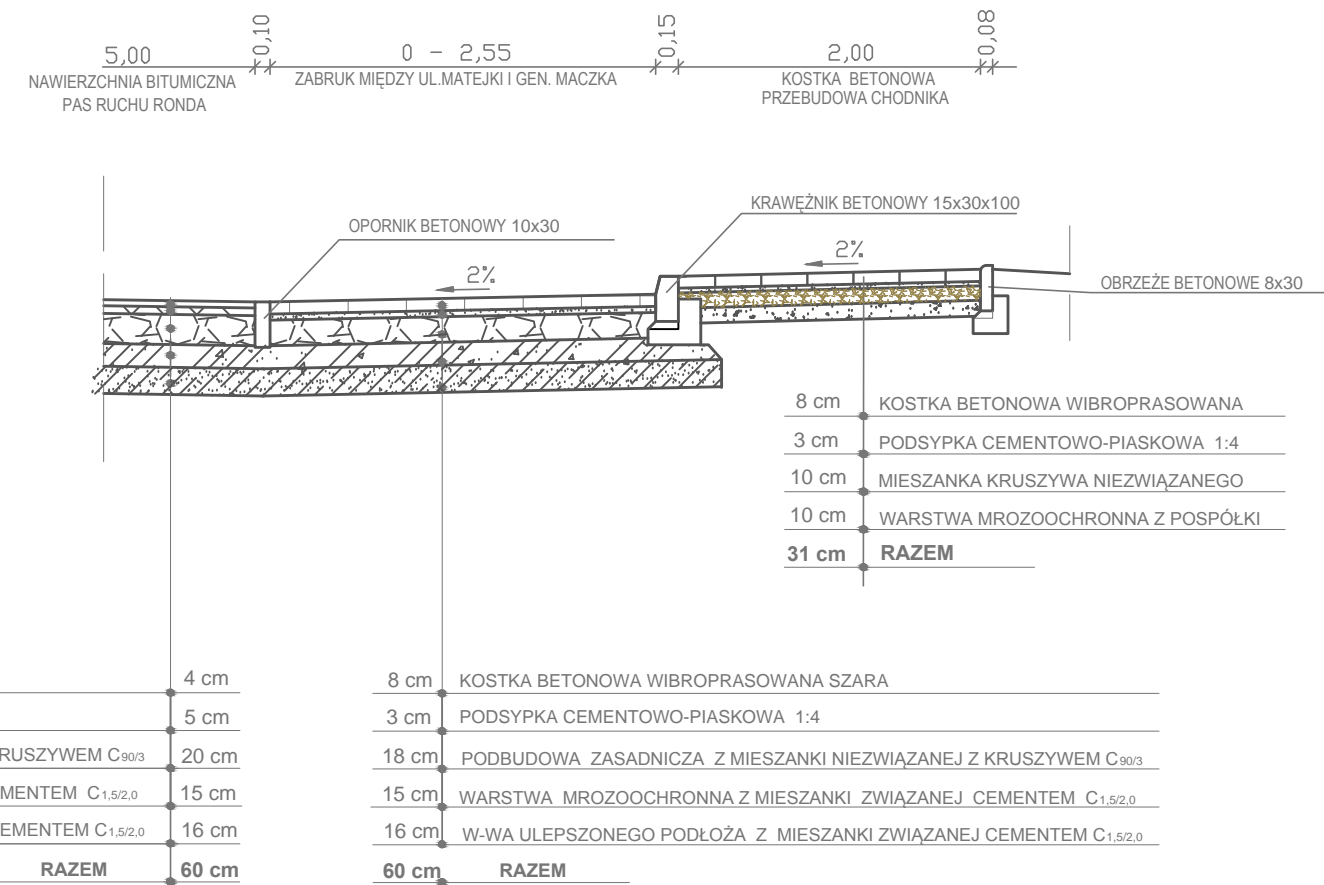 5,00
0,10
0 - 2,55
0,15
2,00
0,08
NAWIERZCHNIA BITUMICZNA
PAS RUCHU RONDA
ZABRUK MIĘDZY UL.MATEJKI I GEN. MACZKA
KOSTKA BETONOWA
PRZEBUDOWA CHODNIKA
KRAWĘŻNIK BETONOWY 15x30x100
OPORNIK BETONOWY 10x30
2%
2%
OBRZEŻE BETONOWE 8x30
8 cm KOSTKA BETONOWA WIBROPRASOWANA
3 cm PODSYPKA CEMENTOWO-PIASKOWA 1:4
10 cm MIESZANKA KRUSZYWA NIEZWIĄZANEGO
10 cm WARSTWA MROZOOCHRONNA Z POSPÓŁKI
31 cm RAZEM
4 cm
5 cm
RUSZYWEM C90/3 20 cm
MENTEM C1,5/2,0 15 cm
EMENTEM C1,5/2,0 16 cm
RAZEM 60 cm
8 cm KOSTKA BETONOWA WIBROPRASOWANA SZARA
3 cm PODSYPKA CEMENTOWO-PIASKOWA 1:4
18 cm PODBUDOWA ZASADNICZA Z MIESZANKI NIEZWIĄZANEJ Z KRUSZYWEM C90/3
15 cm WARSTWA MROZOOCHRONNA Z MIESZANKI ZWIĄZANEJ CEMENTEM C1,5/2,0
16 cm W-WA ULEPSZONEGO PODŁOŻA Z MIESZANKI ZWIĄZANEJ CEMENTEM C1,5/2,0
60 cm RAZEM